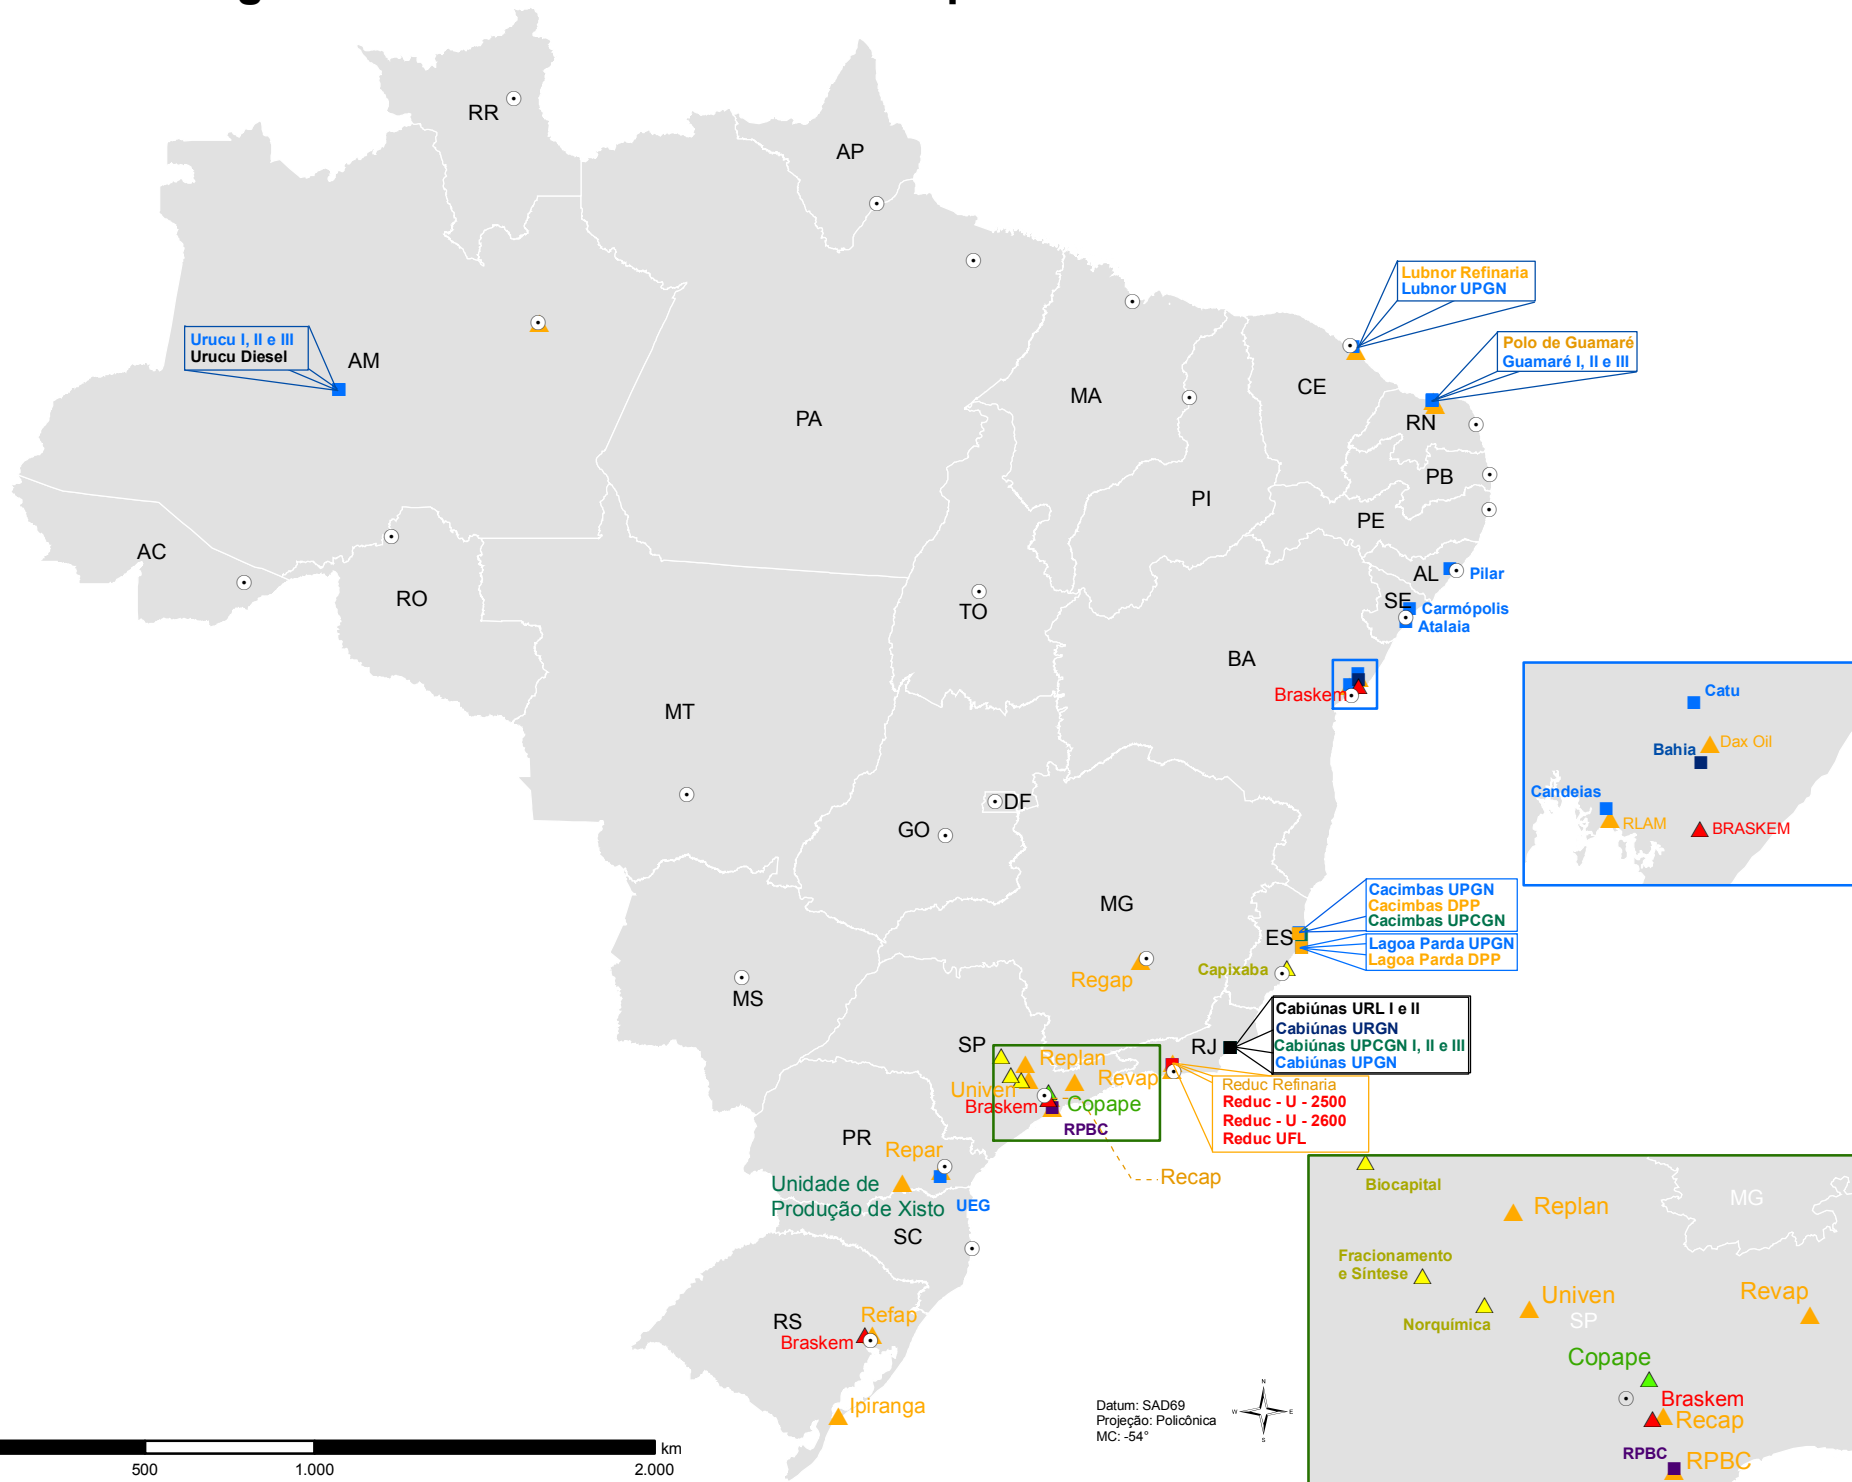 RR
AP
Lubnor Refinaria
Lubnor UPGN
Urucu I, II e III
Urucu Diesel
AM
Polo de Guamaré
Guamaré I, II e III
PA
MA
CE
RN
PB
PI
PE
AC
RO
TO
AL
Pilar
SE
Carmópolis
Atalaia
BA
Braskem
MT
Catu
Dax Oil
Bahia
Candeias
RLAM
BRASKEM
DF
GO
MG
Cacimbas UPGN
Cacimbas DPP
Cacimbas UPCGN
ES
Lagoa Parda UPGN
Lagoa Parda DPP
Capixaba
Regap
MS
Cabiúnas URL I e II
Cabiúnas URGN
Cabiúnas UPCGN I, II e III
Cabiúnas UPGN
SP
RJ
Replan
Revap
Univen
Braskem
Copape
RPBC
Reduc Refinaria
Reduc - U - 2500
Reduc - U - 2600
Reduc UFL
PR
Repar
Recap
Unidade de
Produção de Xisto
UEG
SC
RS
Refap
Braskem
Ipiranga
Biocapital
MG
Replan
Fracionamento
e Síntese
Univen
Revap
SP
Norquímica
Copape
Braskem
Recap
RPBC
RPBC
Datum: SAD69
Projeção: Policônica
MC: -54°
N
W
E
S
km
500
1.000
2.000